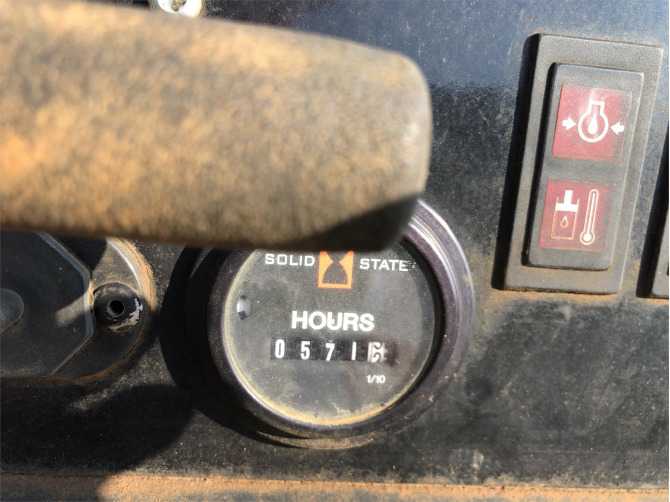 SOLID STATE
HOURS
0571
1/10